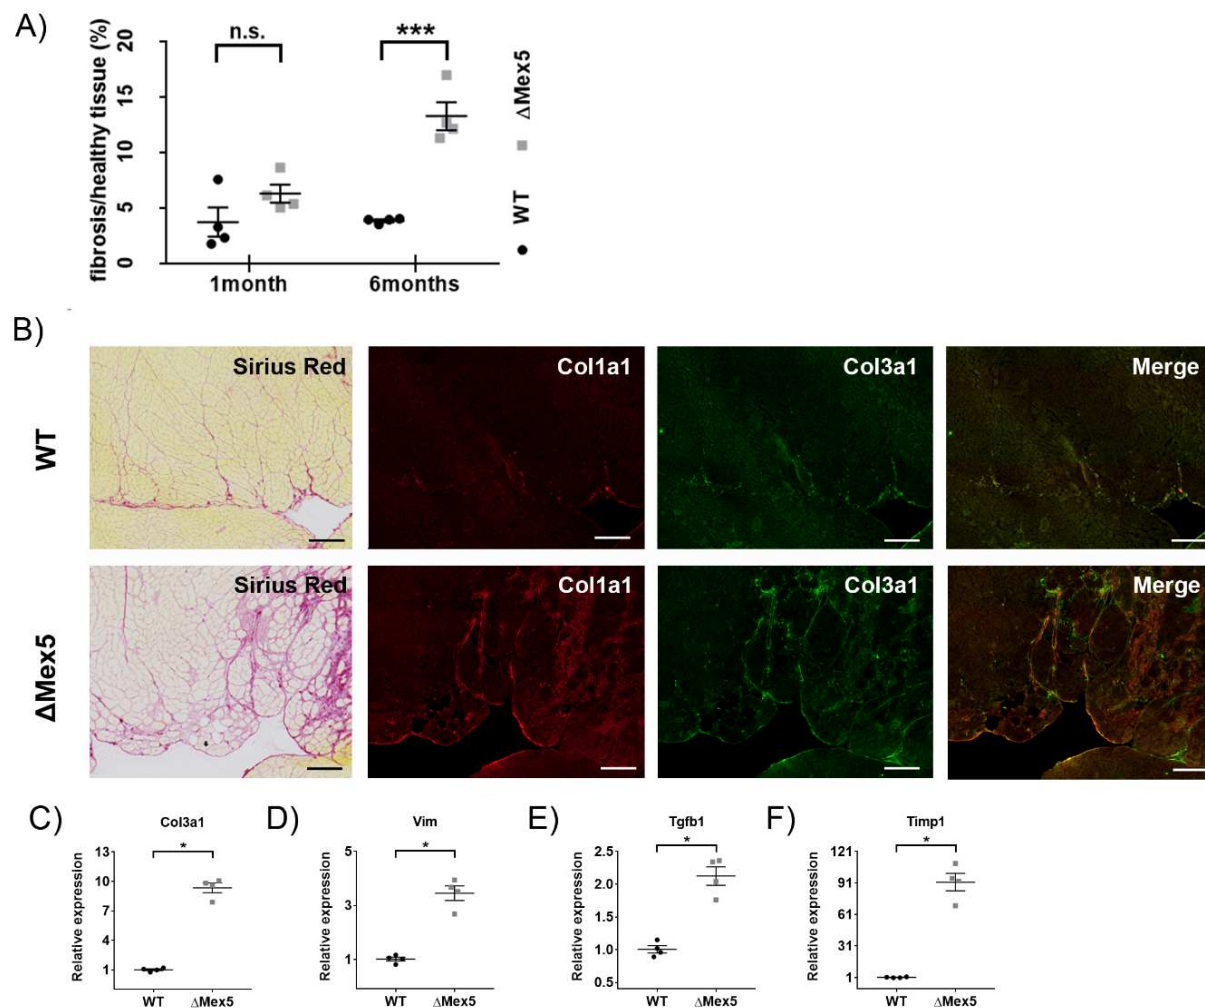 A)
fibrosis/healthy tissue (%)
20
15
10
5
0
n.s.
***
1month
6months
WT
ΔMex5
B)
WT
Sirius Red
Col1a1
Col3a1
Merge
ΔMex5
Sirius Red
Col1a1
Col3a1
Merge
C)
Col3a1
*
Relative expression
13
10
7
4
1
WT
ΔMex5
D)
Vim
*
Relative expression
5
3
1
WT
ΔMex5
E)
Tgfb1
*
Relative expression
2.5
2.0
1.5
1.0
0.5
WT
ΔMex5
F)
Timp1
*
Relative expression
121
91
61
31
1
WT
ΔMex5